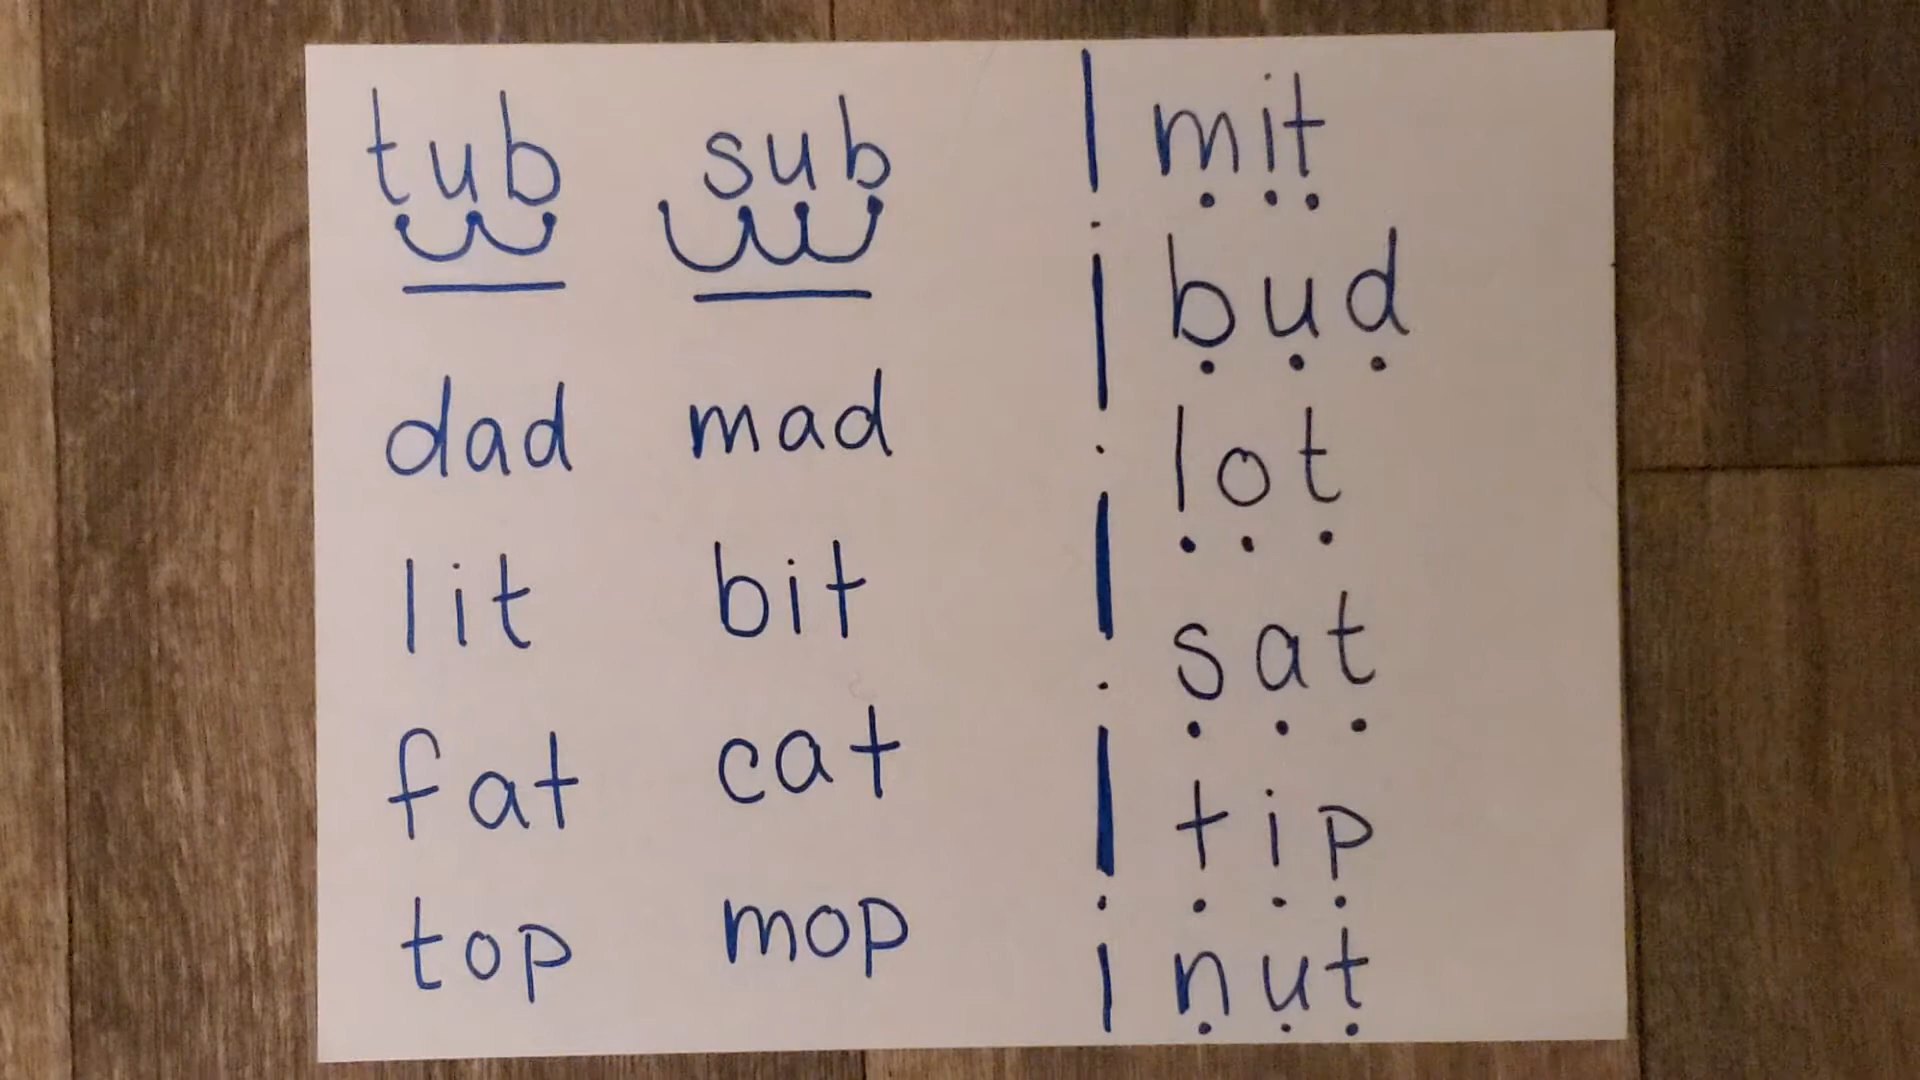 tub sub
dad mad
lit bit
fat cat
top mop
mit
bud
lot
sat
tip
nut